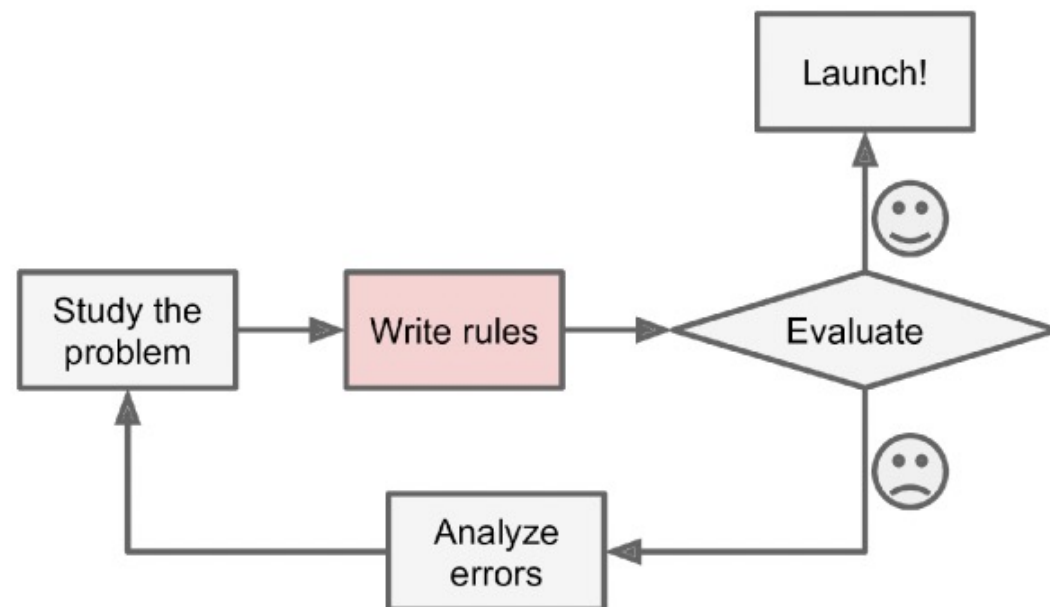 Launch!
Study the
problem
Write rules
Evaluate
Analyze
errors